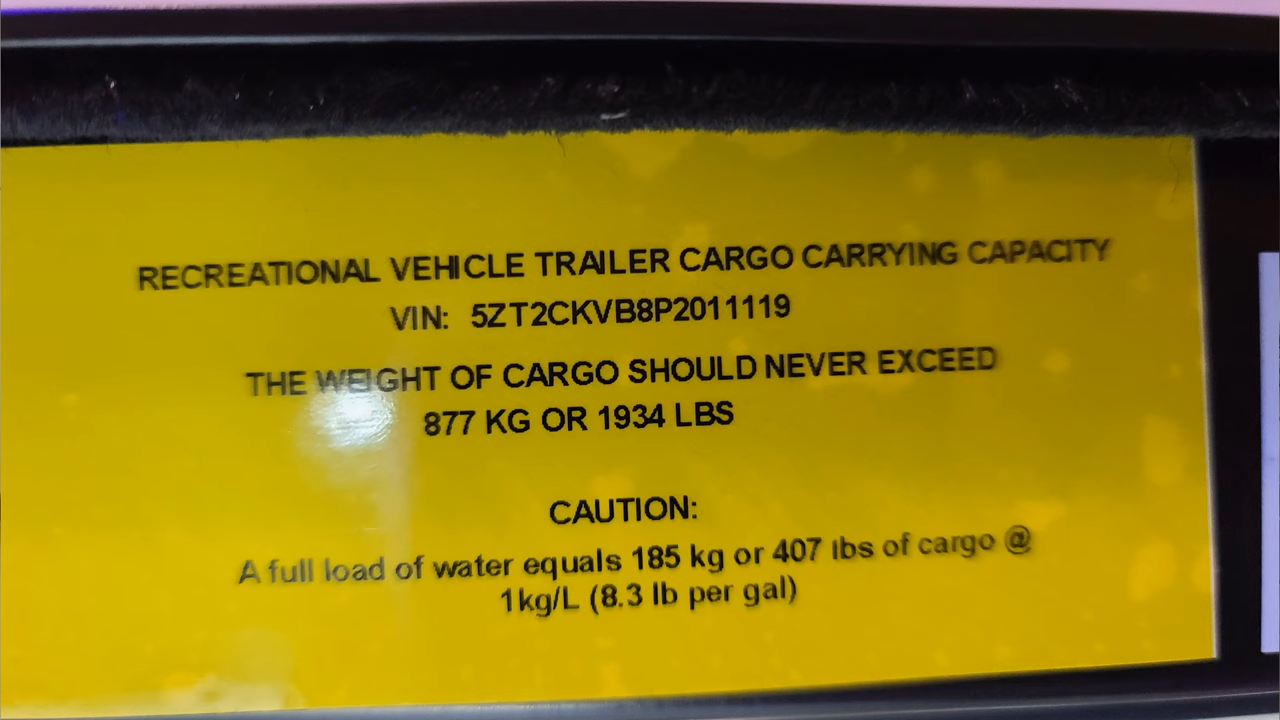 RECREATIONAL VEHICLE TRAILER CARGO CARRYING CAPACITY
VIN: 5ZT2CKVB8P2011119
THE WEIGHT OF CARGO SHOULD NEVER EXCEED
877 KG OR 1934 LBS
CAUTION:
A full load of water equals 185 kg or 407 lbs of cargo @
1kg/L (8.3 lb per gal)